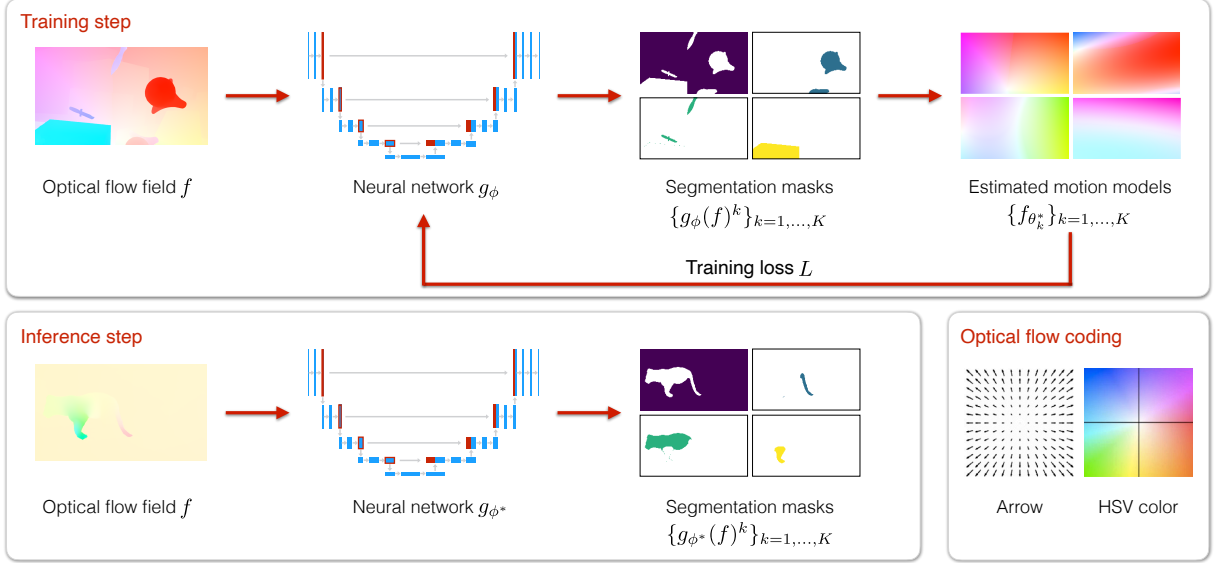 Training step
Optical flow field f
Neural network g_ϕ
Segmentation masks
{g_ϕ(f)^k}_{k=1,...,K}
Estimated motion models
{f_{θ_k^*}}_{k=1,...,K}
Training loss L
Inference step
Optical flow field f
Neural network g_{ϕ*}
Segmentation masks
{g_{ϕ*}(f)^k}_{k=1,...,K}
Optical flow coding
Arrow
HSV color